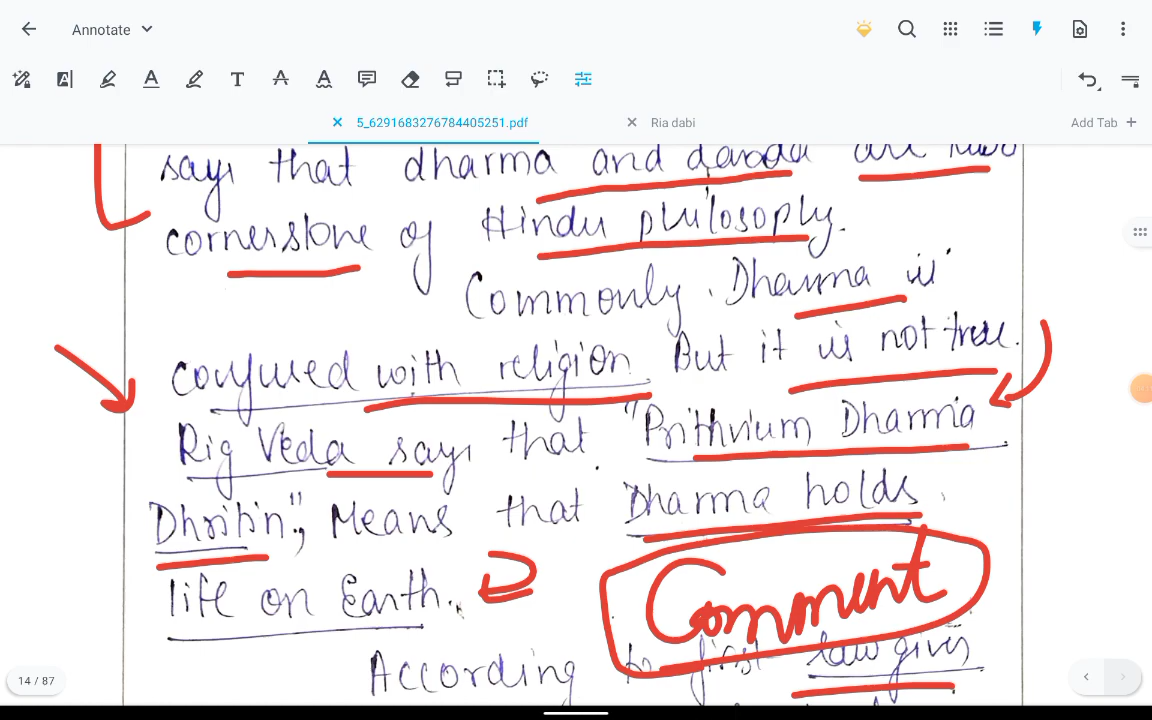 Annotate
5_6291683276784405251.pdf
Ria dabi
Add Tab +
says that dharma and are two
cornerstone of Hindu philosophy.
Commonly, Dharma is
confused with religion. But it is not true.
Rig Veda says that "Prithvium Dharma
Dhritin", Means that Dharma holds
life on Earth.
Comment
According to first law giver
14 / 87